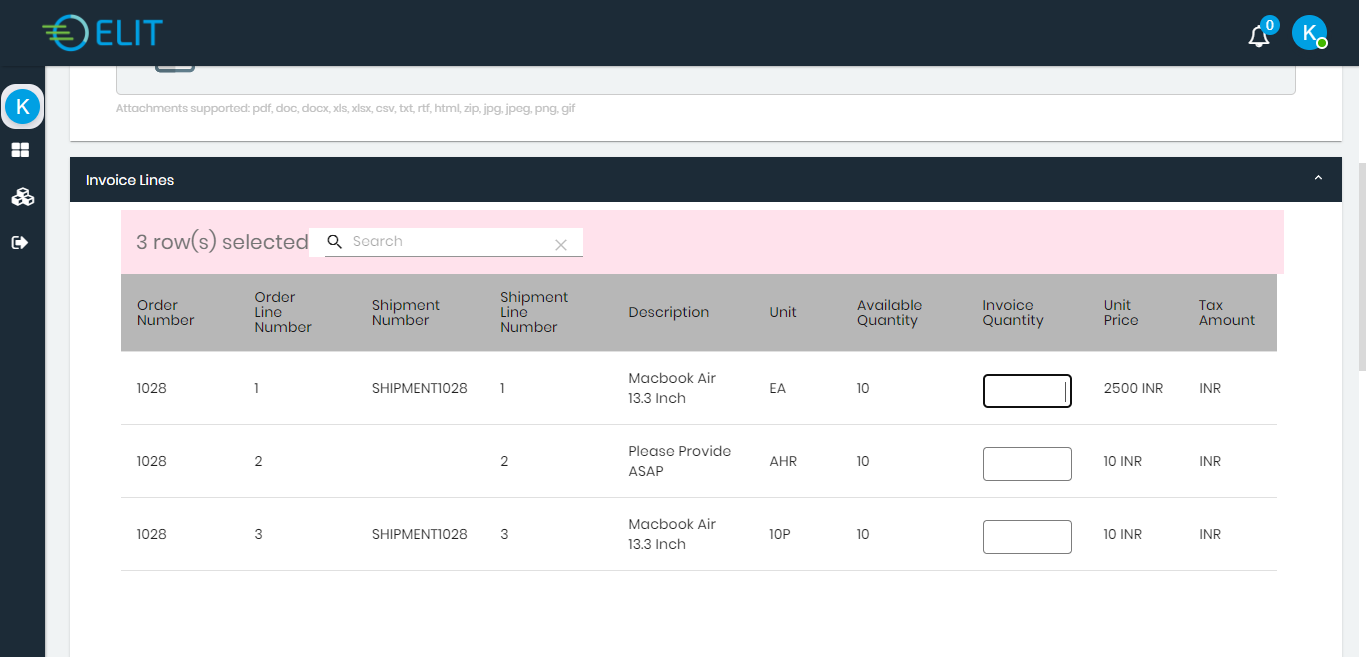 ELIT
0
K
K
Attachments supported: pdf, doc, docx, xls, xlsx, csv, txt, rtf, html, zip, jpg, jpeg, png, gif
Invoice Lines
3 row(s) selected
Search
Order Number
Order Line Number
Shipment Number
Shipment Line Number
Description
Unit
Available Quantity
Invoice Quantity
Unit Price
Tax Amount
1028 1 SHIPMENT1028 1 Macbook Air 13.3 Inch EA 10 2500 INR INR
1028 2 2 Please Provide ASAP AHR 10 10 INR INR
1028 3 SHIPMENT1028 3 Macbook Air 13.3 Inch 10P 10 10 INR INR